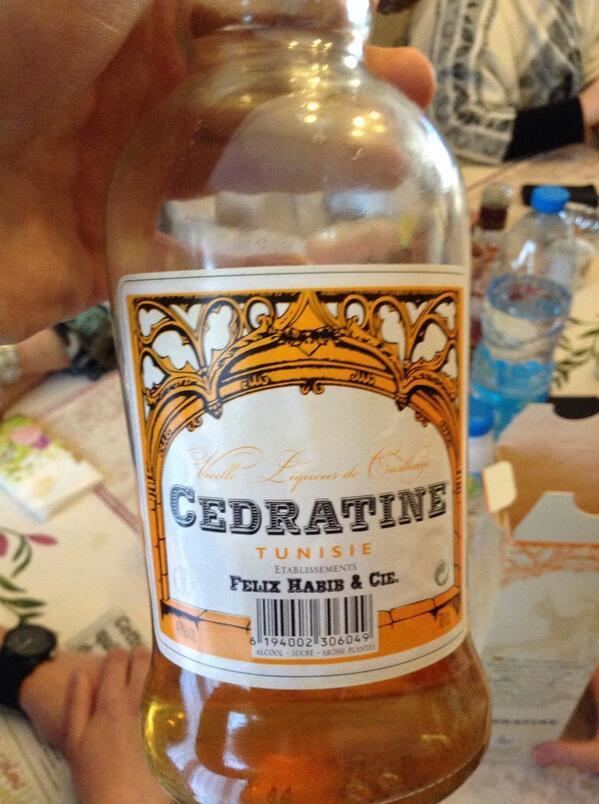 Vieille Liqueur de Carthage
CEDRATINE
TUNISIE
ETABLISSEMENTS
FELIX HABIB & CIE.
6 194002 306049
ALCOOL - SUCRE - AROME PLANTES